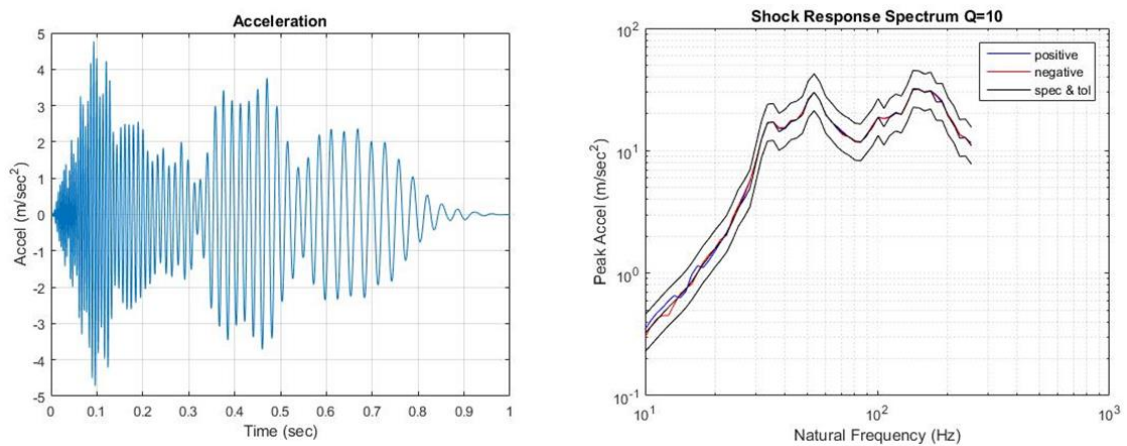 Acceleration
5
4
3
2
1
0
-1
-2
-3
-4
-5
Accel (m/sec²)
0 0.1 0.2 0.3 0.4 0.5 0.6 0.7 0.8 0.9 1
Time (sec)
Shock Response Spectrum Q=10
10²
10¹
10⁰
10⁻¹
Peak Accel (m/sec²)
positive
negative
spec & tol
10¹ 10² 10³
Natural Frequency (Hz)